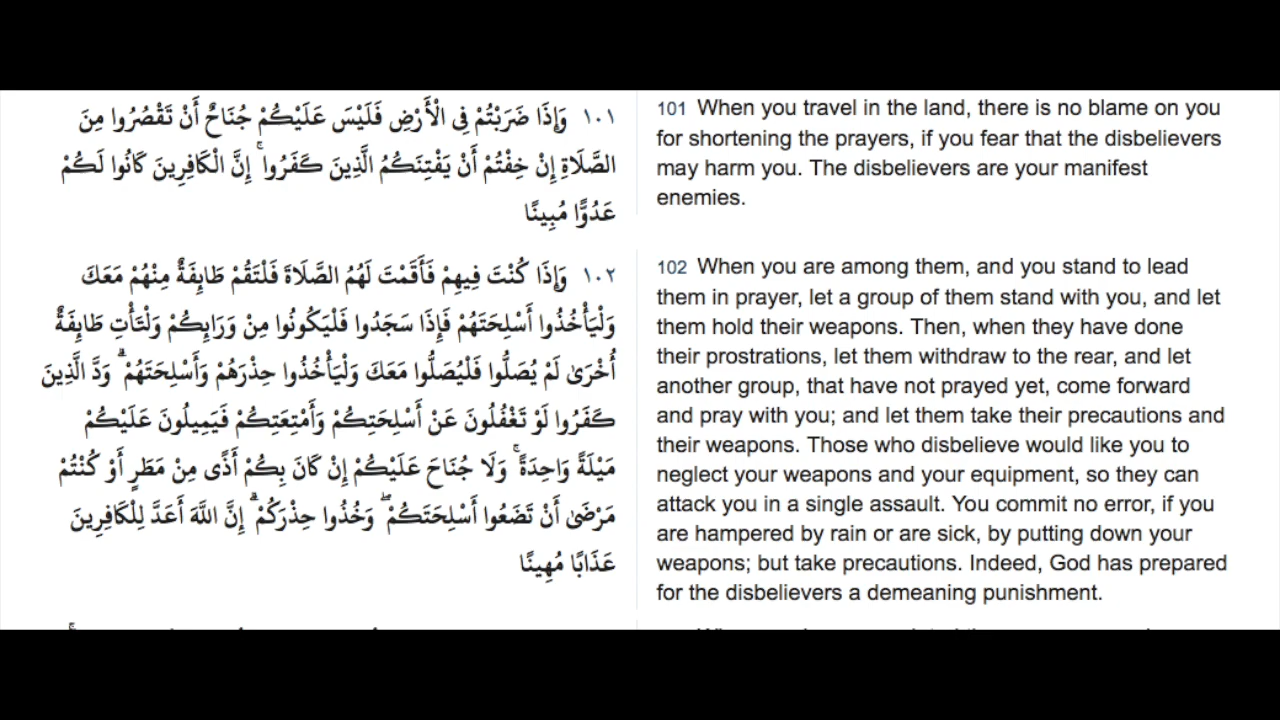 ١٠١ وَإِذَا ضَرَبْتُمْ فِي الْأَرْضِ فَلَيْسَ عَلَيْكُمْ جُنَاحٌ أَنْ تَقْصُرُوا مِنَ
الصَّلَاةِ إِنْ خِفْتُمْ أَنْ يَفْتِنَكُمُ الَّذِينَ كَفَرُوا ۚ إِنَّ الْكَافِرِينَ كَانُوا لَكُمْ
عَدُوًّا مُبِينًا
101 When you travel in the land, there is no blame on you
for shortening the prayers, if you fear that the disbelievers
may harm you. The disbelievers are your manifest
enemies.
١٠٢ وَإِذَا كُنْتَ فِيهِمْ فَأَقَمْتَ لَهُمُ الصَّلَاةَ فَلْتَقُمْ طَائِفَةٌ مِنْهُمْ مَعَكَ
وَلْيَأْخُذُوا أَسْلِحَتَهُمْ فَإِذَا سَجَدُوا فَلْيَكُونُوا مِنْ وَرَائِكُمْ وَلْتَأْتِ طَائِفَةٌ
أُخْرَىٰ لَمْ يُصَلُّوا فَلْيُصَلُّوا مَعَكَ وَلْيَأْخُذُوا حِذْرَهُمْ وَأَسْلِحَتَهُمْ ۗ وَدَّ الَّذِينَ
كَفَرُوا لَوْ تَغْفُلُونَ عَنْ أَسْلِحَتِكُمْ وَأَمْتِعَتِكُمْ فَيَمِيلُونَ عَلَيْكُمْ
مَيْلَةً وَاحِدَةً ۚ وَلَا جُنَاحَ عَلَيْكُمْ إِنْ كَانَ بِكُمْ أَذًى مِنْ مَطَرٍ أَوْ كُنْتُمْ
مَرْضَىٰ أَنْ تَضَعُوا أَسْلِحَتَكُمْ ۖ وَخُذُوا حِذْرَكُمْ ۗ إِنَّ اللَّهَ أَعَدَّ لِلْكَافِرِينَ
عَذَابًا مُهِينًا
102 When you are among them, and you stand to lead
them in prayer, let a group of them stand with you, and let
them hold their weapons. Then, when they have done
their prostrations, let them withdraw to the rear, and let
another group, that have not prayed yet, come forward
and pray with you; and let them take their precautions and
their weapons. Those who disbelieve would like you to
neglect your weapons and your equipment, so they can
attack you in a single assault. You commit no error, if you
are hampered by rain or are sick, by putting down your
weapons; but take precautions. Indeed, God has prepared
for the disbelievers a demeaning punishment.